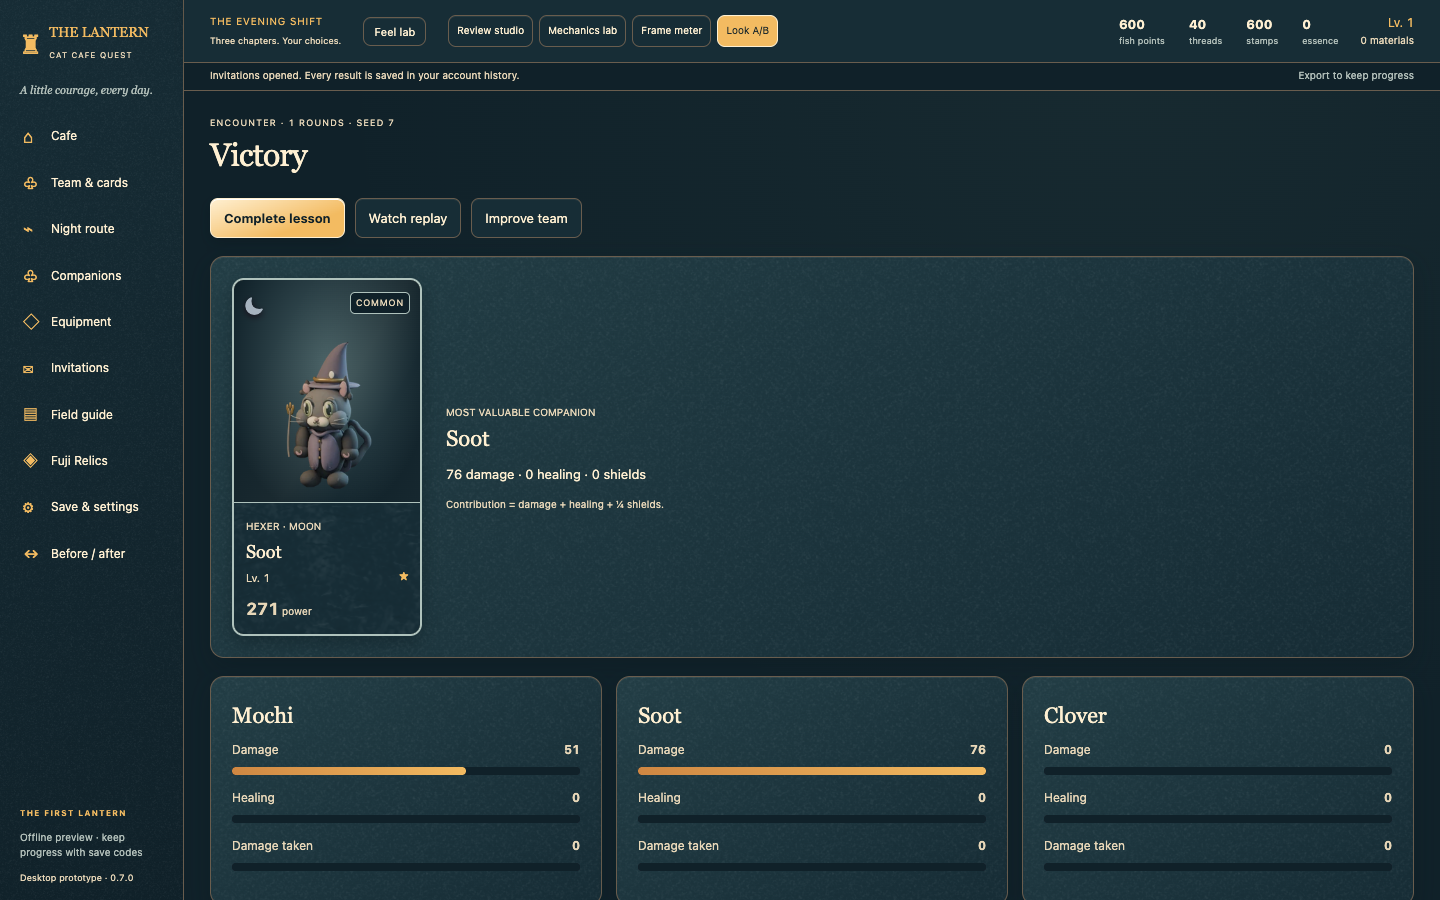 THE LANTERN
CAT CAFE QUEST
A little courage, every day.
Cafe
Team & cards
Night route
Companions
Equipment
Invitations
Field guide
Fuji Relics
Save & settings
Before / after
THE FIRST LANTERN
Offline preview · keep
progress with save codes
Desktop prototype · 0.7.0
THE EVENING SHIFT
Three chapters. Your choices.
Feel lab
Review studio
Mechanics lab
Frame meter
Look A/B
600
fish points
40
threads
600
stamps
0
essence
Lv. 1
0 materials
Invitations opened. Every result is saved in your account history.
Export to keep progress
ENCOUNTER · 1 ROUNDS · SEED 7
Victory
Complete lesson
Watch replay
Improve team
COMMON
HEXER · MOON
Soot
Lv. 1
271 power
MOST VALUABLE COMPANION
Soot
76 damage · 0 healing · 0 shields
Contribution = damage + healing + ¼ shields.
Mochi
Damage 51
Healing 0
Damage taken 0
Soot
Damage 76
Healing 0
Damage taken 0
Clover
Damage 0
Healing 0
Damage taken 0